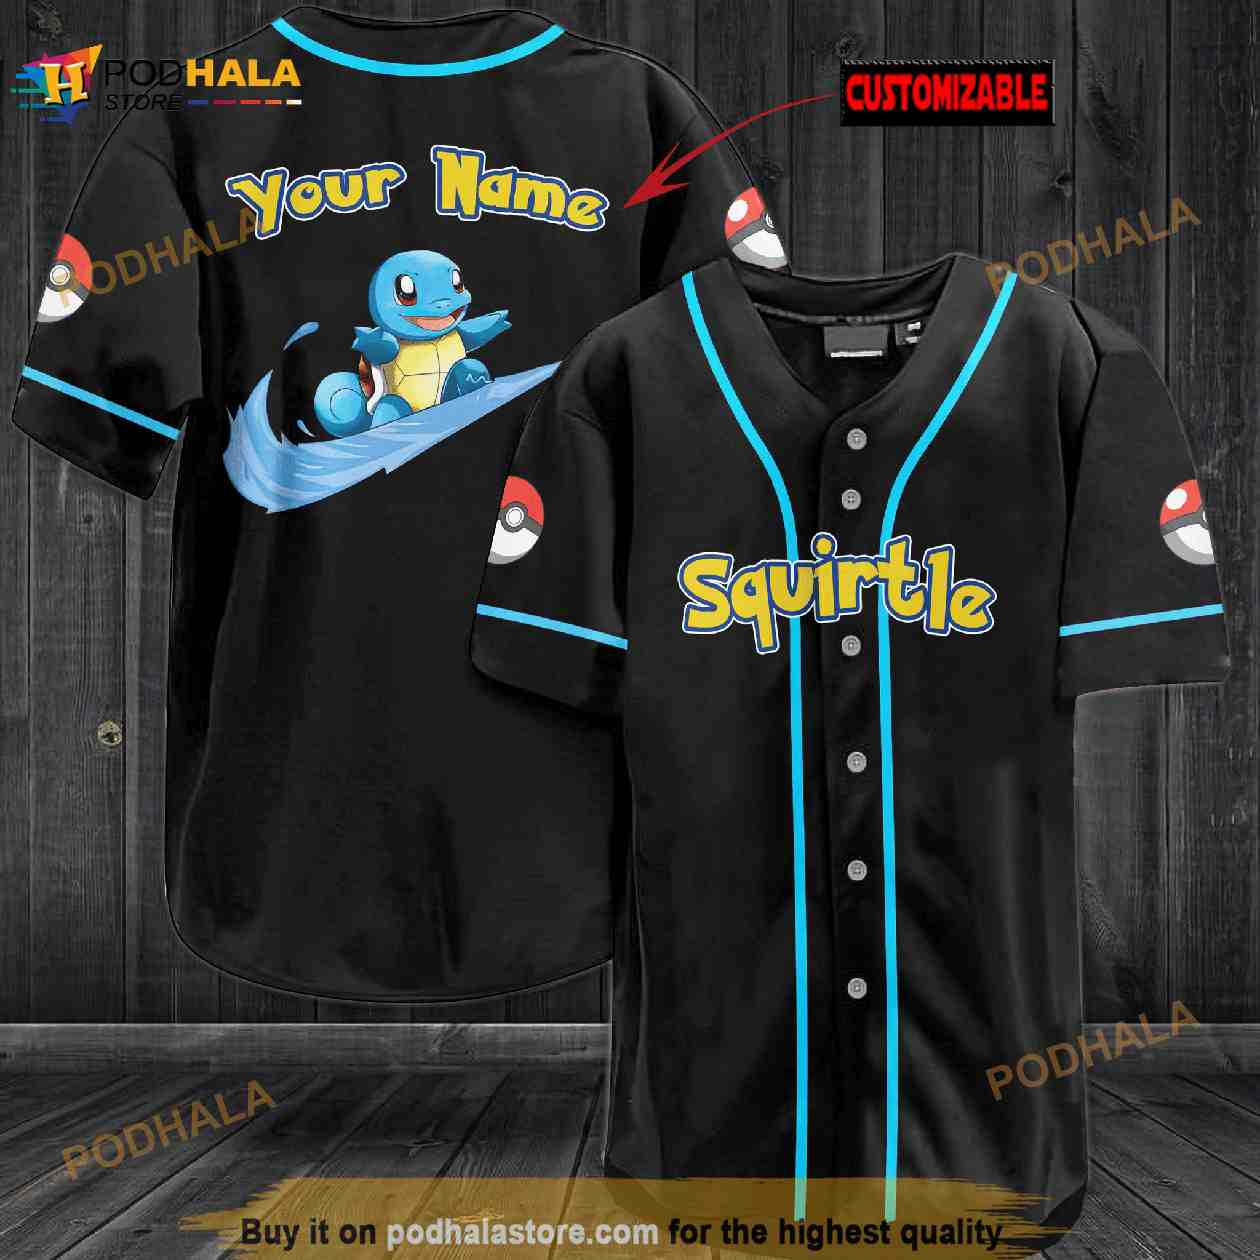 H PODHALA
STORE
CUSTOMIZABLE
Your Name
PODHALA
PODHALA
Squirtle
PODHALA
PODHALA
Buy it on podhalastore.com for the highest quality